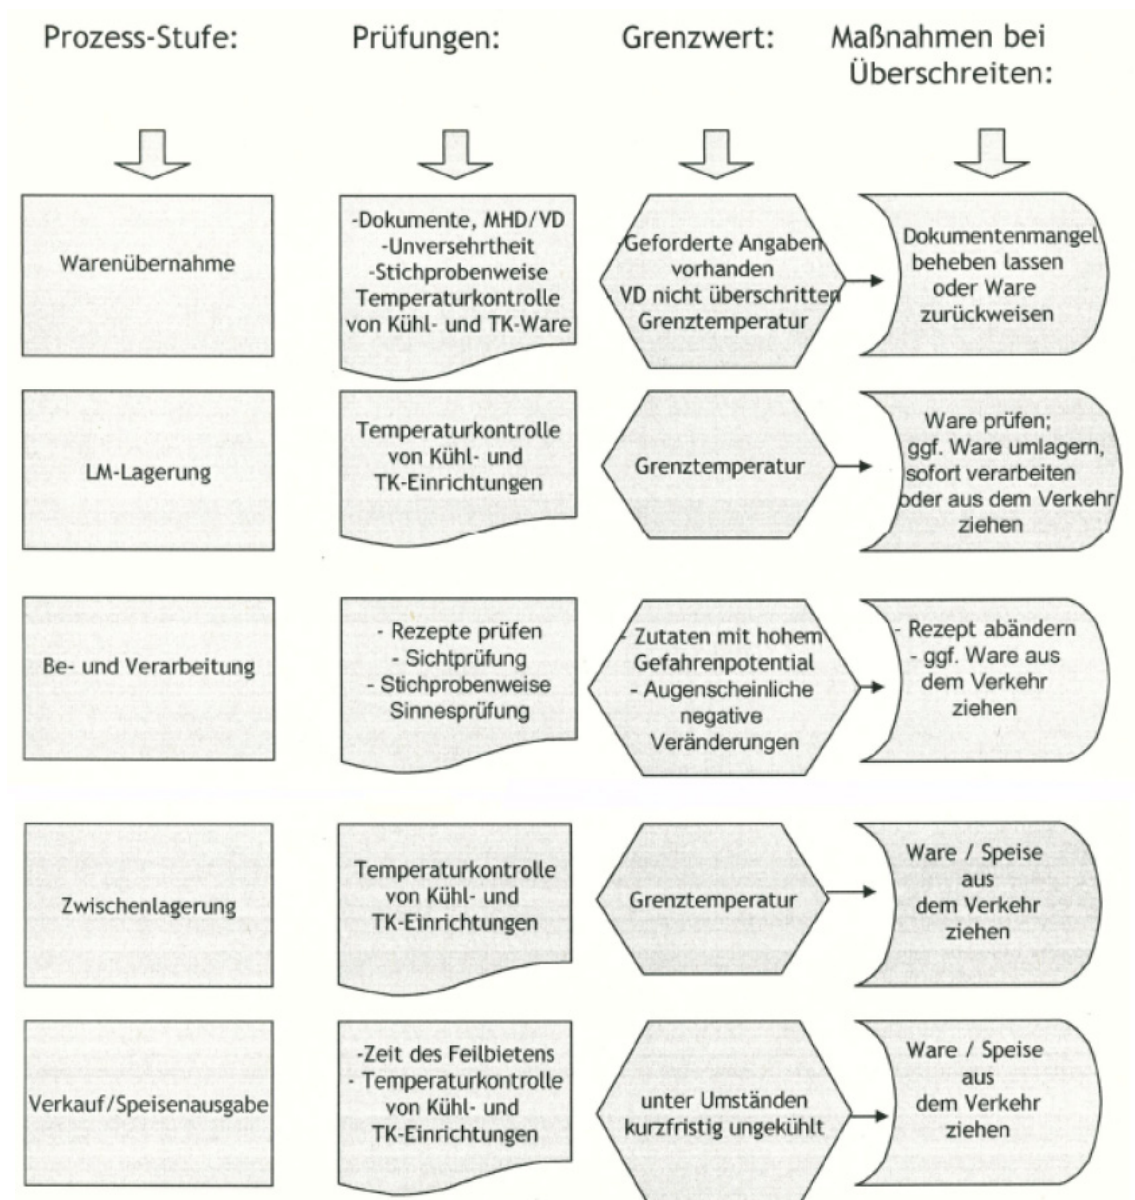 Prozess-Stufe:
Prüfungen:
Grenzwert:
Maßnahmen bei
Überschreiten:
Warenübernahme
-Dokumente, MHD/VD
-Unversehrtheit
-Stichprobenweise
Temperaturkontrolle
von Kühl- und TK-Ware
-Geforderte Angaben
vorhanden
- VD nicht überschritten
Grenztemperatur
Dokumentenmangel
beheben lassen
oder Ware
zurückweisen
LM-Lagerung
Temperaturkontrolle
von Kühl- und
TK-Einrichtungen
Grenztemperatur
Ware prüfen;
ggf. Ware umlagern,
sofort verarbeiten
oder aus dem Verkehr
ziehen
Be- und Verarbeitung
- Rezepte prüfen
- Sichtprüfung
- Stichprobenweise
Sinnesprüfung
- Zutaten mit hohem
Gefahrenpotential
- Augenscheinliche
negative
Veränderungen
- Rezept abändern
- ggf. Ware aus
dem Verkehr
ziehen
Zwischenlagerung
Temperaturkontrolle
von Kühl- und
TK-Einrichtungen
Grenztemperatur
Ware / Speise
aus
dem Verkehr
ziehen
Verkauf/Speisenausgabe
-Zeit des Feilbietens
- Temperaturkontrolle
von Kühl- und
TK-Einrichtungen
unter Umständen
kurzfristig ungekühlt
Ware / Speise
aus
dem Verkehr
ziehen